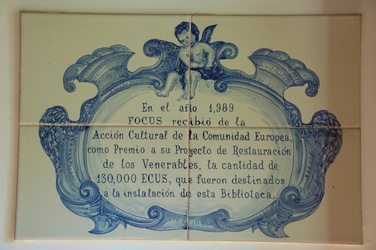 En el año 1,989
FOCUS recibió de la
Acción Cultural de la Comunidad Europea,
como Premio a su Proyecto de Restauración
de los Venerables, la cantidad de
130,000 ECUS, que fueron destinados
a la instalación de esta Biblioteca.